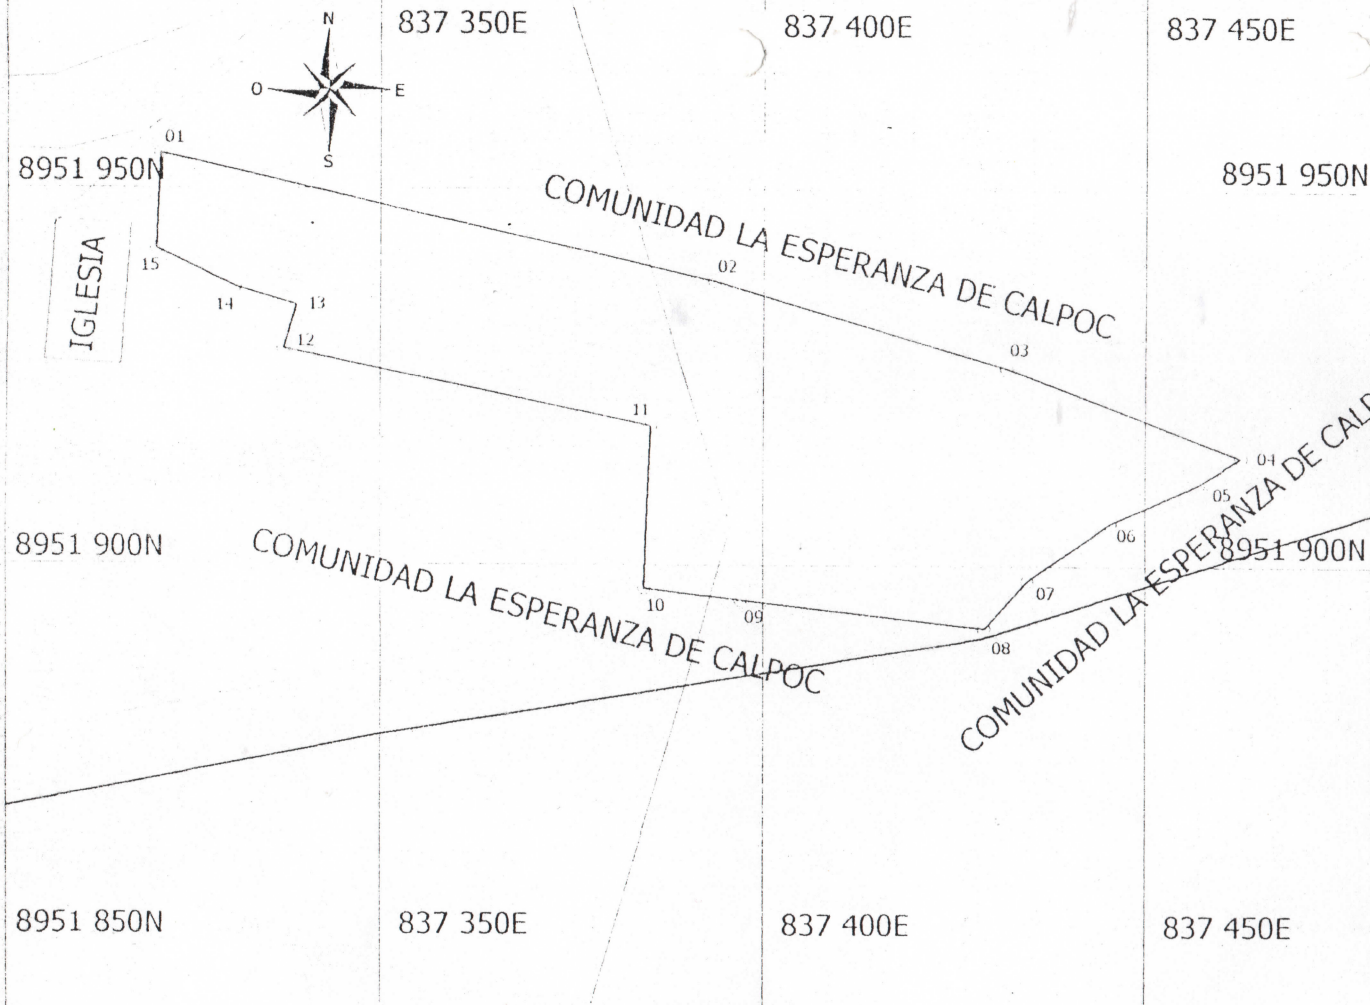 N
837 350E
837 400E
837 450E
O
E
S
01
8951 950N
8951 950N
COMUNIDAD LA ESPERANZA DE CALPOC
IGLESIA
15
02
14
13
12
03
11
04
05
06
8951 900N
8951 900N
COMUNIDAD LA ESPERANZA DE CALPOC
07
10
09
08
COMUNIDAD LA ESPERANZA DE CALP
8951 850N
837 350E
837 400E
837 450E